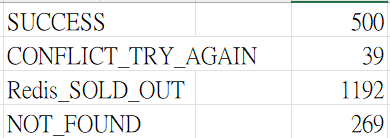 SUCCESS 500
CONFLICT_TRY_AGAIN 39
Redis_SOLD_OUT 1192
NOT_FOUND 269